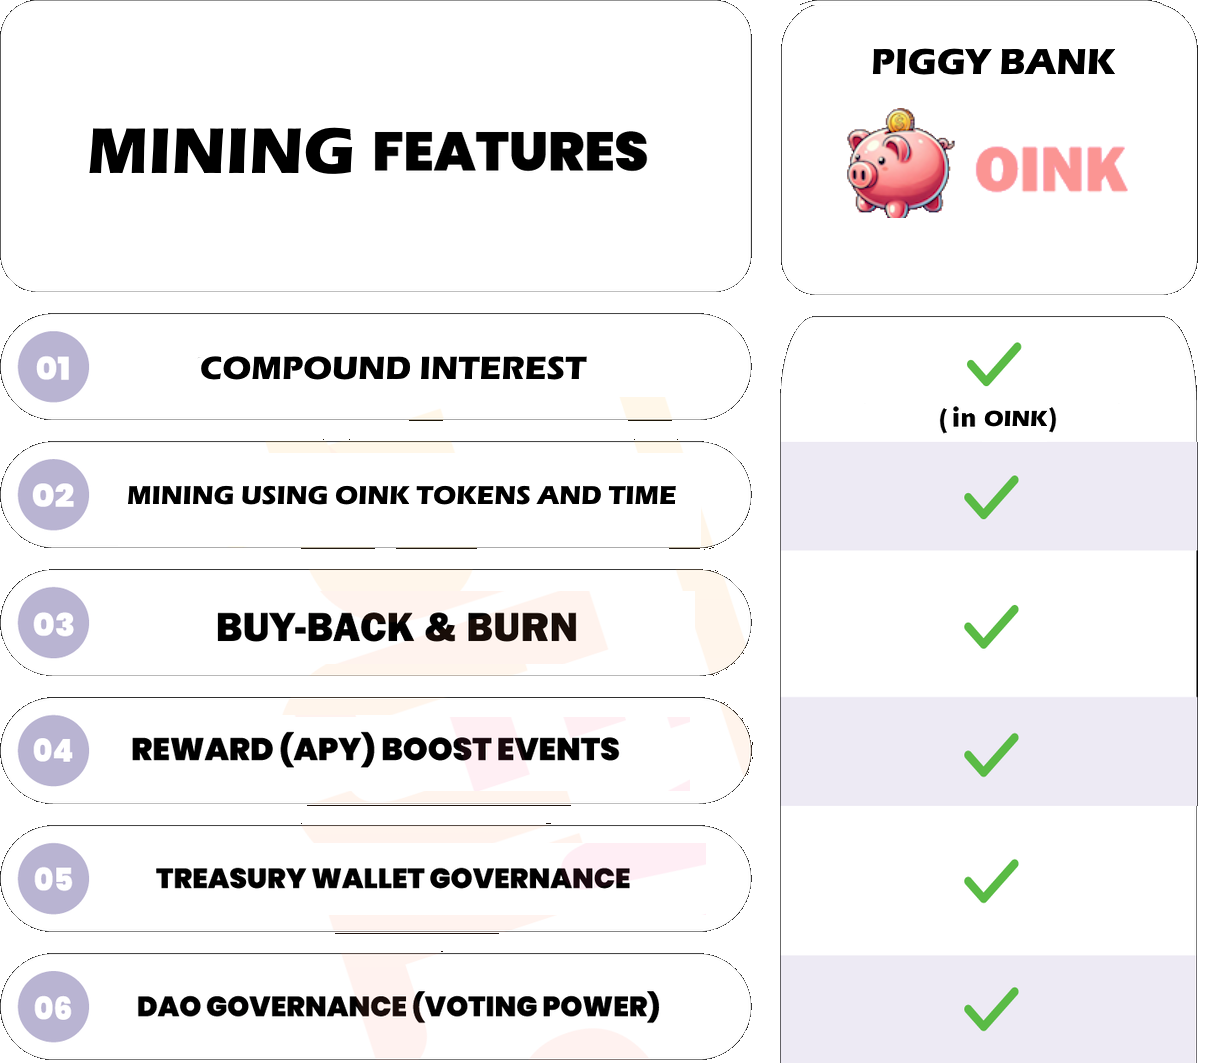 MINING FEATURES
PIGGY BANK
OINK
01 COMPOUND INTEREST
(in OINK)
02 MINING USING OINK TOKENS AND TIME
03 BUY-BACK & BURN
04 REWARD (APY) BOOST EVENTS
05 TREASURY WALLET GOVERNANCE
06 DAO GOVERNANCE (VOTING POWER)